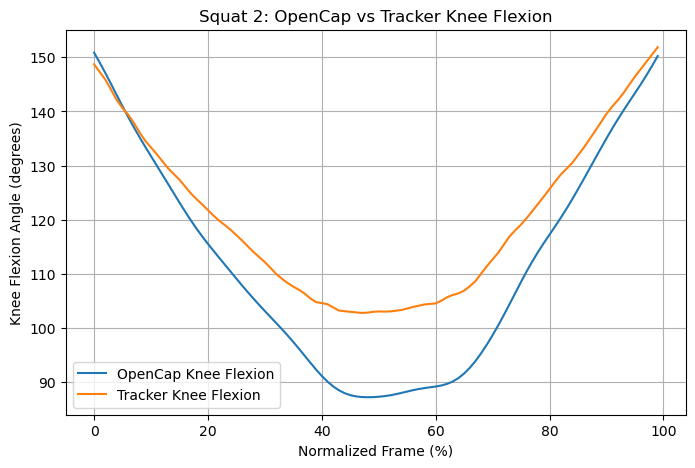 Squat 2: OpenCap vs Tracker Knee Flexion
Knee Flexion Angle (degrees)
150
140
130
120
110
100
90
OpenCap Knee Flexion
Tracker Knee Flexion
0 20 40 60 80 100
Normalized Frame (%)